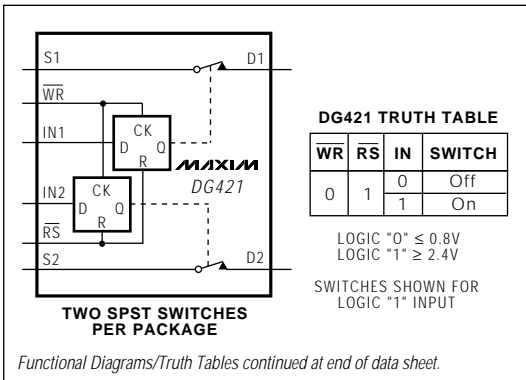 S1 D1
WR
IN1
CK
D Q
R
MAXIM
DG421
IN2
CK
D Q
R
RS
S2 D2
TWO SPST SWITCHES
PER PACKAGE
DG421 TRUTH TABLE
WR RS IN SWITCH
0 1 0 Off
1 On
LOGIC "0" ≤ 0.8V
LOGIC "1" ≥ 2.4V
SWITCHES SHOWN FOR
LOGIC "1" INPUT
Functional Diagrams/Truth Tables continued at end of data sheet.